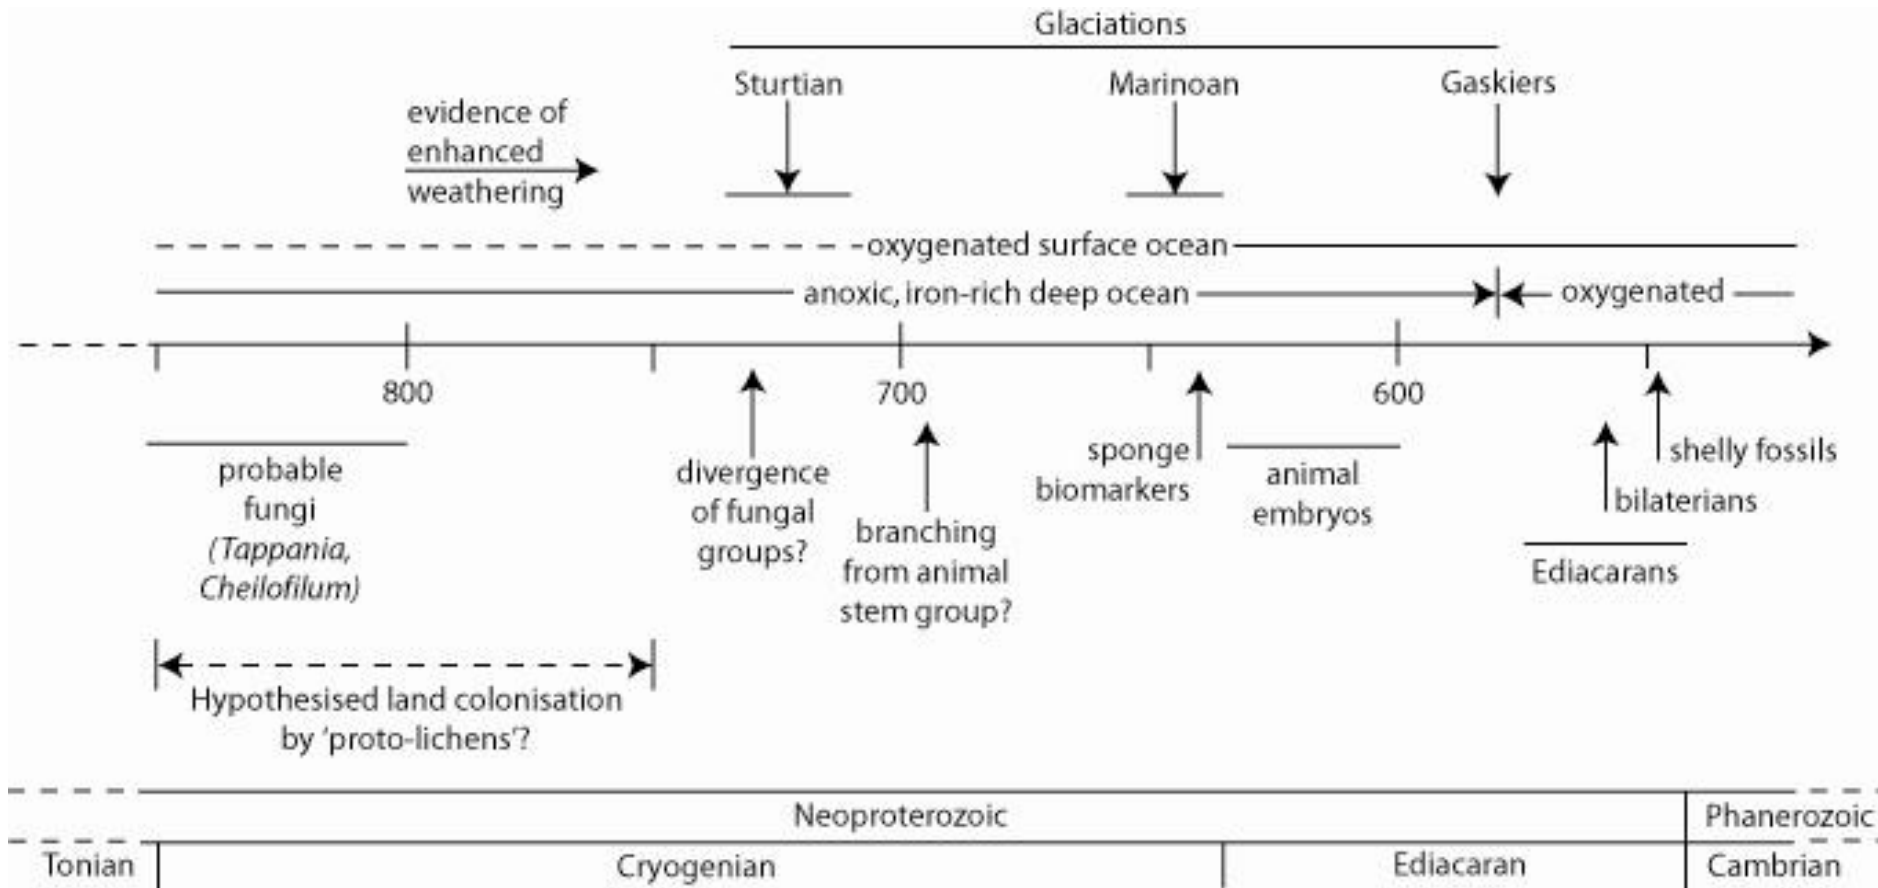 Glaciations
Sturtian
Marinoan
Gaskiers
evidence of
enhanced
weathering
oxygenated surface ocean
anoxic, iron-rich deep ocean
oxygenated
800
700
600
probable
fungi
(Tappania,
Cheilofilum)
divergence
of fungal
groups?
branching
from animal
stem group?
sponge
biomarkers
animal
embryos
shelly fossils
bilaterians
Ediacarans
Hypothesised land colonisation
by ‘proto-lichens’?
Neoproterozoic
Phanerozoic
Tonian
Cryogenian
Ediacaran
Cambrian